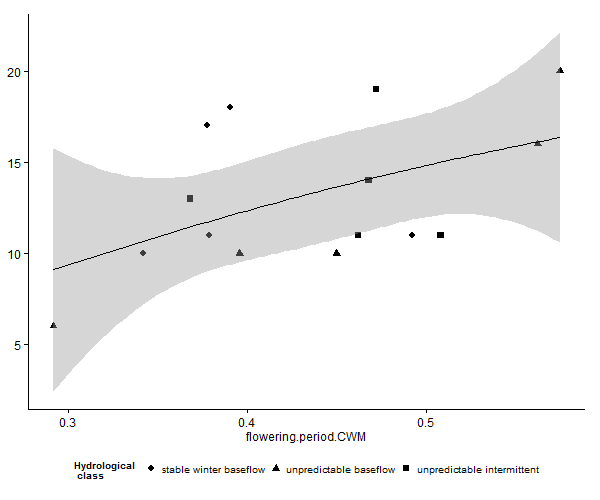 20
15
10
5
0.3 0.4 0.5
flowering.period.CWM
Hydrological
class
stable winter baseflow unpredictable baseflow unpredictable intermittent